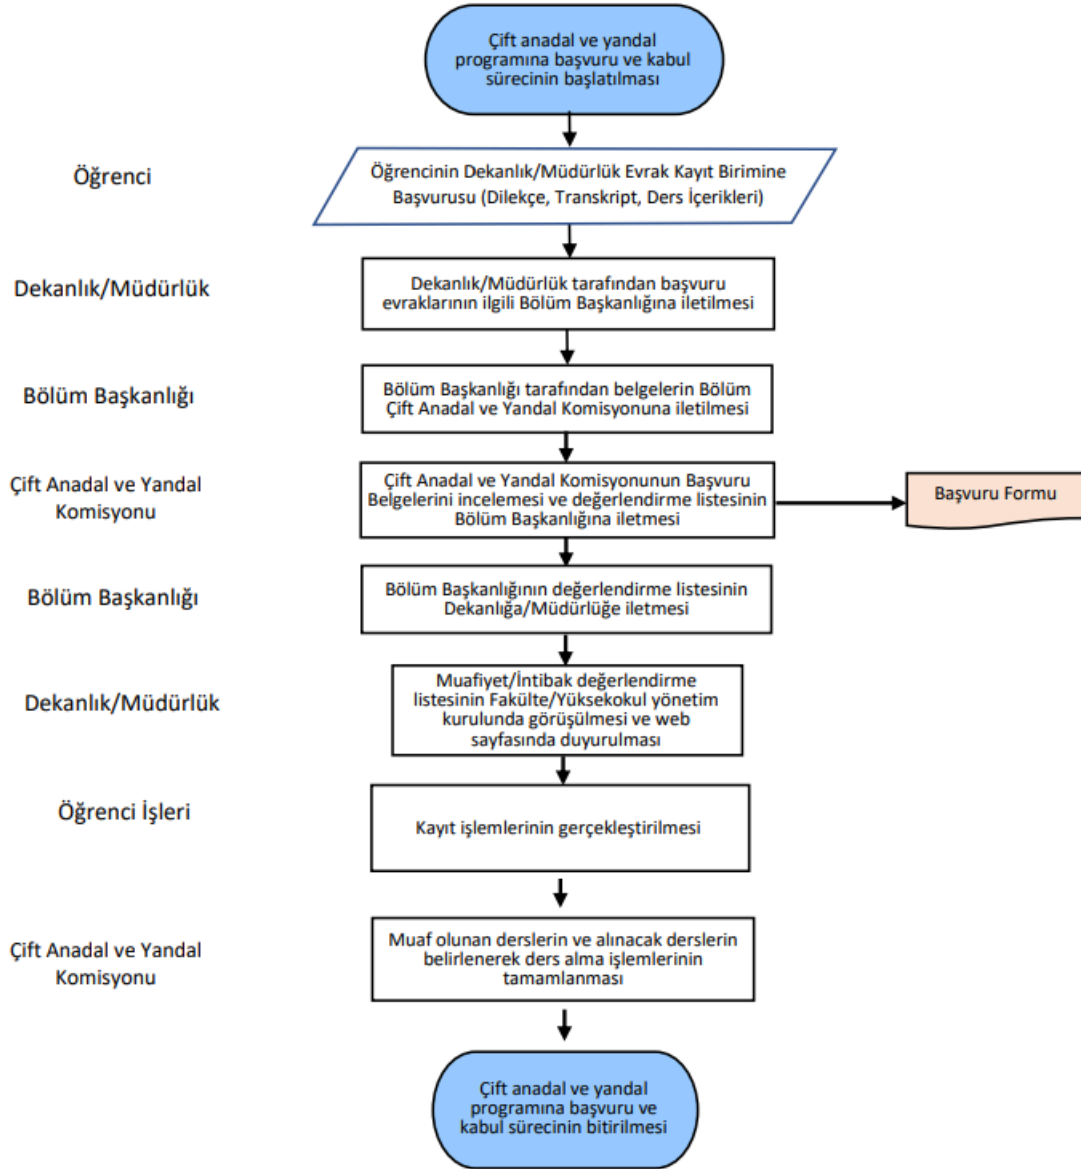 Çift anadal ve yandal
programına başvuru ve kabul
sürecinin başlatılması
Öğrenci
Öğrencinin Dekanlık/Müdürlük Evrak Kayıt Birimine
Başvurusu (Dilekçe, Transkript, Ders İçerikleri)
Dekanlık/Müdürlük
Dekanlık/Müdürlük tarafından başvuru
evraklarının ilgili Bölüm Başkanlığına iletilmesi
Bölüm Başkanlığı
Bölüm Başkanlığı tarafından belgelerin Bölüm
Çift Anadal ve Yandal Komisyonuna iletilmesi
Çift Anadal ve Yandal
Komisyonu
Çift Anadal ve Yandal Komisyonunun Başvuru
Belgelerini incelemesi ve değerlendirme listesinin
Bölüm Başkanlığına iletmesi
Başvuru Formu
Bölüm Başkanlığı
Bölüm Başkanlığının değerlendirme listesinin
Dekanlığa/Müdürlüğe iletmesi
Dekanlık/Müdürlük
Muafiyet/İntibak değerlendirme
listesinin Fakülte/Yüksekokul yönetim
kurulunda görüşülmesi ve web
sayfasında duyurulması
Öğrenci İşleri
Kayıt işlemlerinin gerçekleştirilmesi
Çift Anadal ve Yandal
Komisyonu
Muaf olunan derslerin ve alınacak derslerin
belirlenerek ders alma işlemlerinin
tamamlanması
Çift anadal ve yandal
programına başvuru ve
kabul sürecinin bitirilmesi